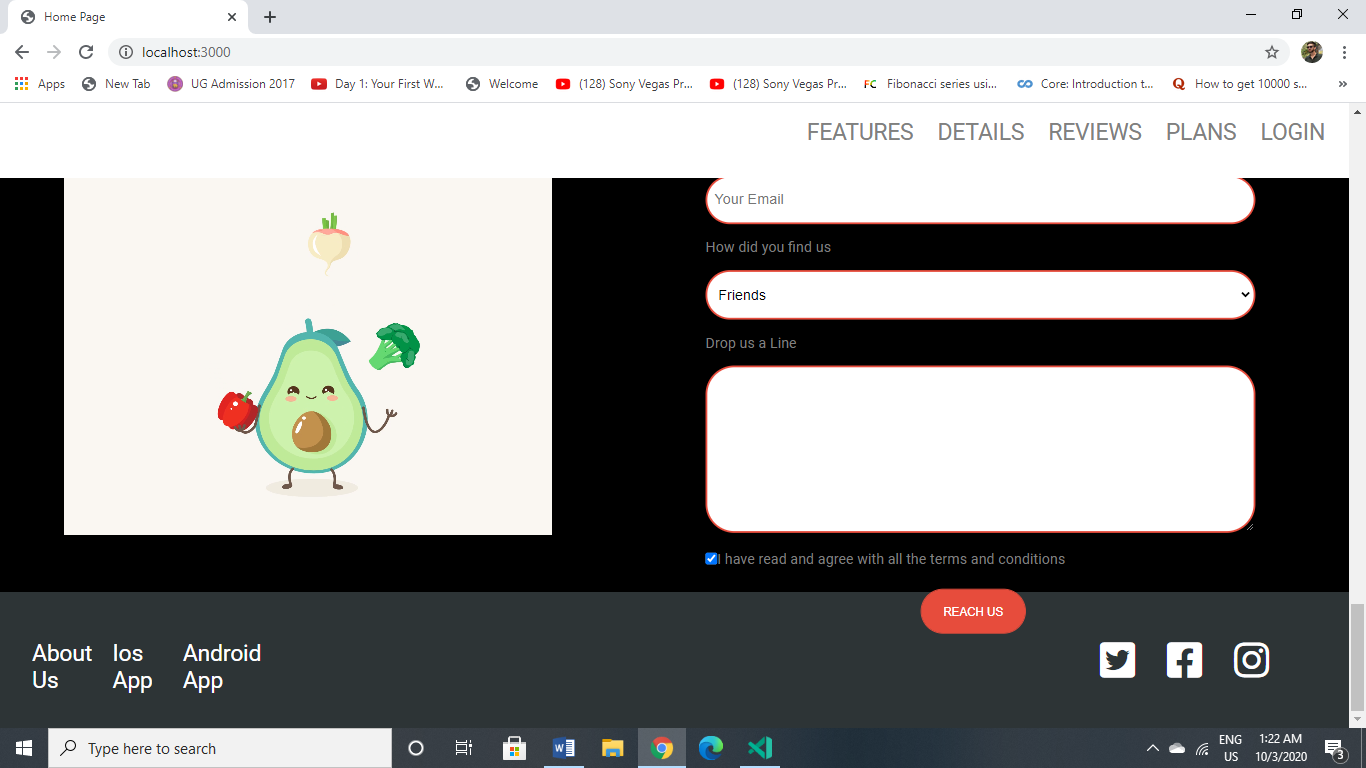 Home Page
localhost:3000
Apps
New Tab
UG Admission 2017
Day 1: Your First W...
Welcome
(128) Sony Vegas Pr...
(128) Sony Vegas Pr...
FC
Fibonacci series usi...
Core: Introduction t...
How to get 10000 s...
»
FEATURES
DETAILS
REVIEWS
PLANS
LOGIN
Your Email
How did you find us
Friends
Drop us a Line
I have read and agree with all the terms and conditions
REACH US
About
Us
Ios
App
Android
App
Type here to search
ENG
US
1:22 AM
10/3/2020
3